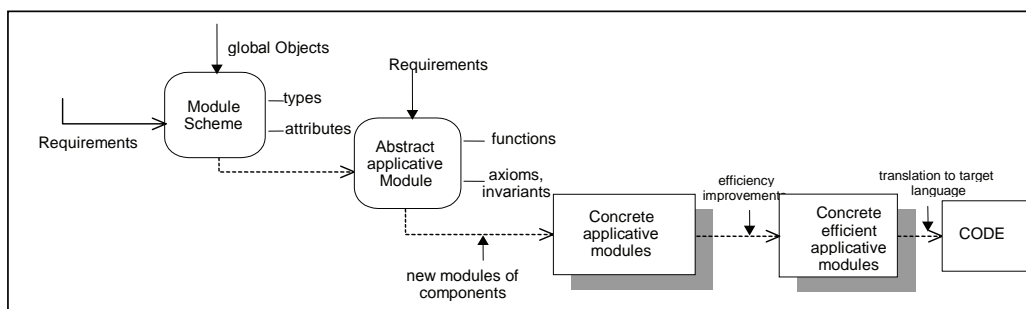 global Objects
Requirements
Module
Scheme
types
attributes
Requirements
Abstract
applicative
Module
functions
axioms,
invariants
new modules of
components
Concrete
applicative
modules
efficiency
improvements
Concrete
efficient
applicative
modules
translation to target
language
CODE